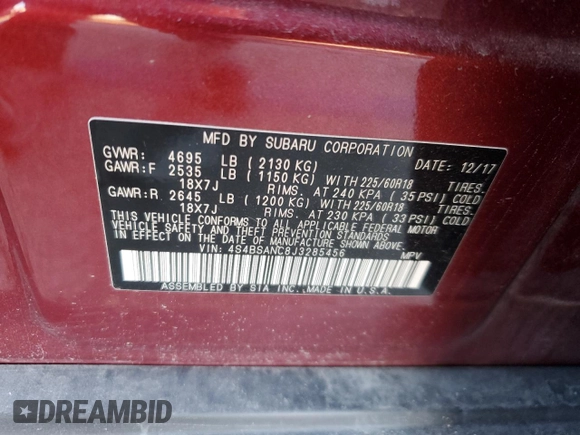 MFD BY SUBARU CORPORATION
GVWR: 4695 LB ( 2130 KG) DATE: 12/17
GAWR:F 2535 LB ( 1150 KG) WITH 225/60R18 TIRES.
18X7J RIMS. AT 240 KPA ( 35 PSI) COLD
GAWR:R 2645 LB ( 1200 KG) WITH 225/60R18 TIRES.
18X7J RIMS. AT 230 KPA ( 33 PSI) COLD
THIS VEHICLE CONFORMS TO ALL APPLICABLE FEDERAL MOTOR
VEHICLE SAFETY AND THEFT PREVENTION STANDARDS
IN EFFECT ON THE DATE OF MANUFACTURE SHOWN ABOVE.
VIN: 4S4BSANC8J3285456 MPV
ASSEMBLED BY SIA INC. MADE IN U.S.A.
DREAMBID